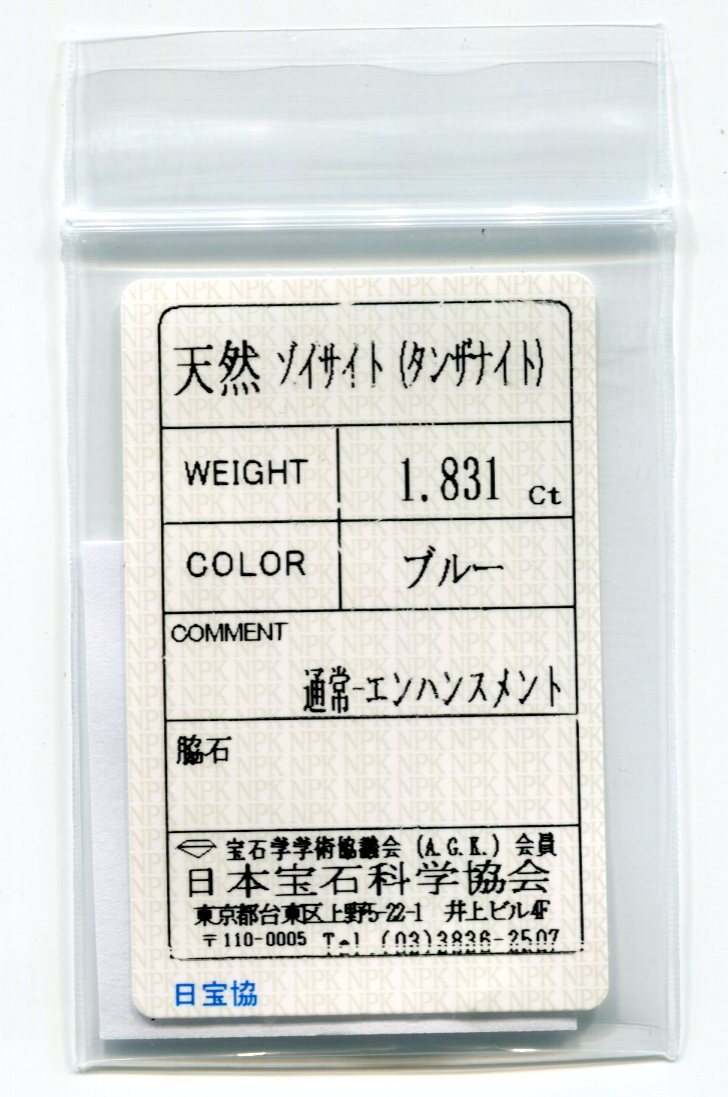 天然 ゾイサイト (タンザナイト)
WEIGHT 1.831 Ct
COLOR ブルー
COMMENT
通常-エンハンスメント
脇石
宝石学学術協議会 (A.G.K.) 会員
日本宝石科学協会
東京都台東区上野5-22-1 井上ビル4F
〒110-0005 Tel (03)3836-2507
日宝協
NPK